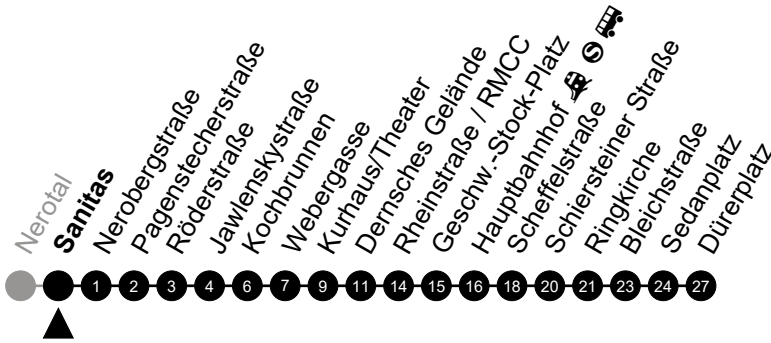 Nerotal
Sanitas
Nerobergstraße
Pagenstecherstraße
Röderstraße
Jawlenskystraße
Kochbrunnen
Webergasse
Kurhaus/Theater
Dernsches Gelände
Rheinstraße / RMCC
Geschw.-Stock-Platz
Hauptbahnhof S
Scheffelstraße
Schiersteiner Straße
Ringkirche
Bleichstraße
Sedanplatz
Dürerplatz
1 2 3 4 6 7 9 11 14 15 16 18 20 21 23 24 27